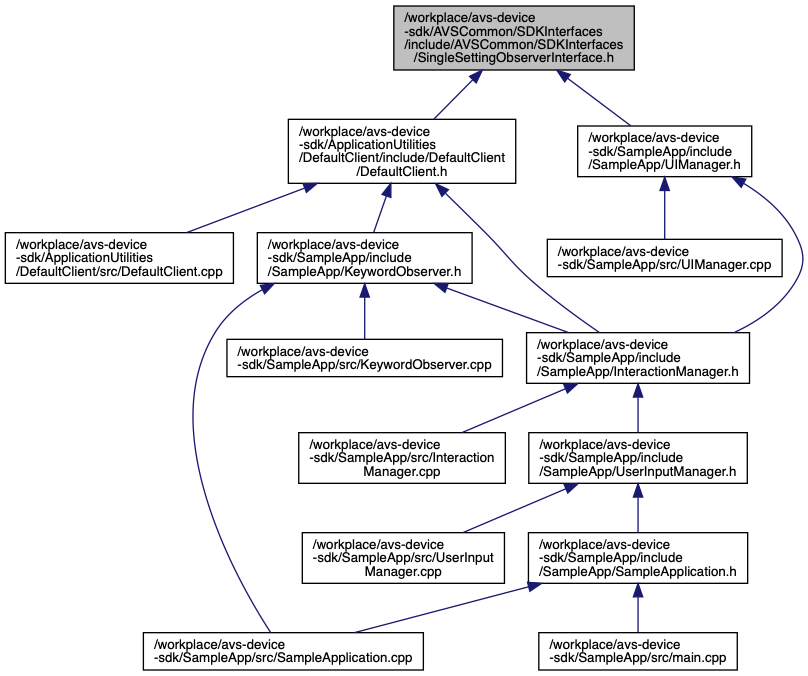 /workplace/avs-device
-sdk/AVSCommon/SDKInterfaces
/include/AVSCommon/SDKInterfaces
/SingleSettingObserverInterface.h
/workplace/avs-device
-sdk/ApplicationUtilities
/DefaultClient/include/DefaultClient
/DefaultClient.h
/workplace/avs-device
-sdk/SampleApp/include
/SampleApp/UIManager.h
/workplace/avs-device
-sdk/ApplicationUtilities
/DefaultClient/src/DefaultClient.cpp
/workplace/avs-device
-sdk/SampleApp/include
/SampleApp/KeywordObserver.h
/workplace/avs-device
-sdk/SampleApp/src/UIManager.cpp
/workplace/avs-device
-sdk/SampleApp/src/KeywordObserver.cpp
/workplace/avs-device
-sdk/SampleApp/include
/SampleApp/InteractionManager.h
/workplace/avs-device
-sdk/SampleApp/src/Interaction
Manager.cpp
/workplace/avs-device
-sdk/SampleApp/include
/SampleApp/UserInputManager.h
/workplace/avs-device
-sdk/SampleApp/src/UserInput
Manager.cpp
/workplace/avs-device
-sdk/SampleApp/include
/SampleApp/SampleApplication.h
/workplace/avs-device
-sdk/SampleApp/src/SampleApplication.cpp
/workplace/avs-device
-sdk/SampleApp/src/main.cpp